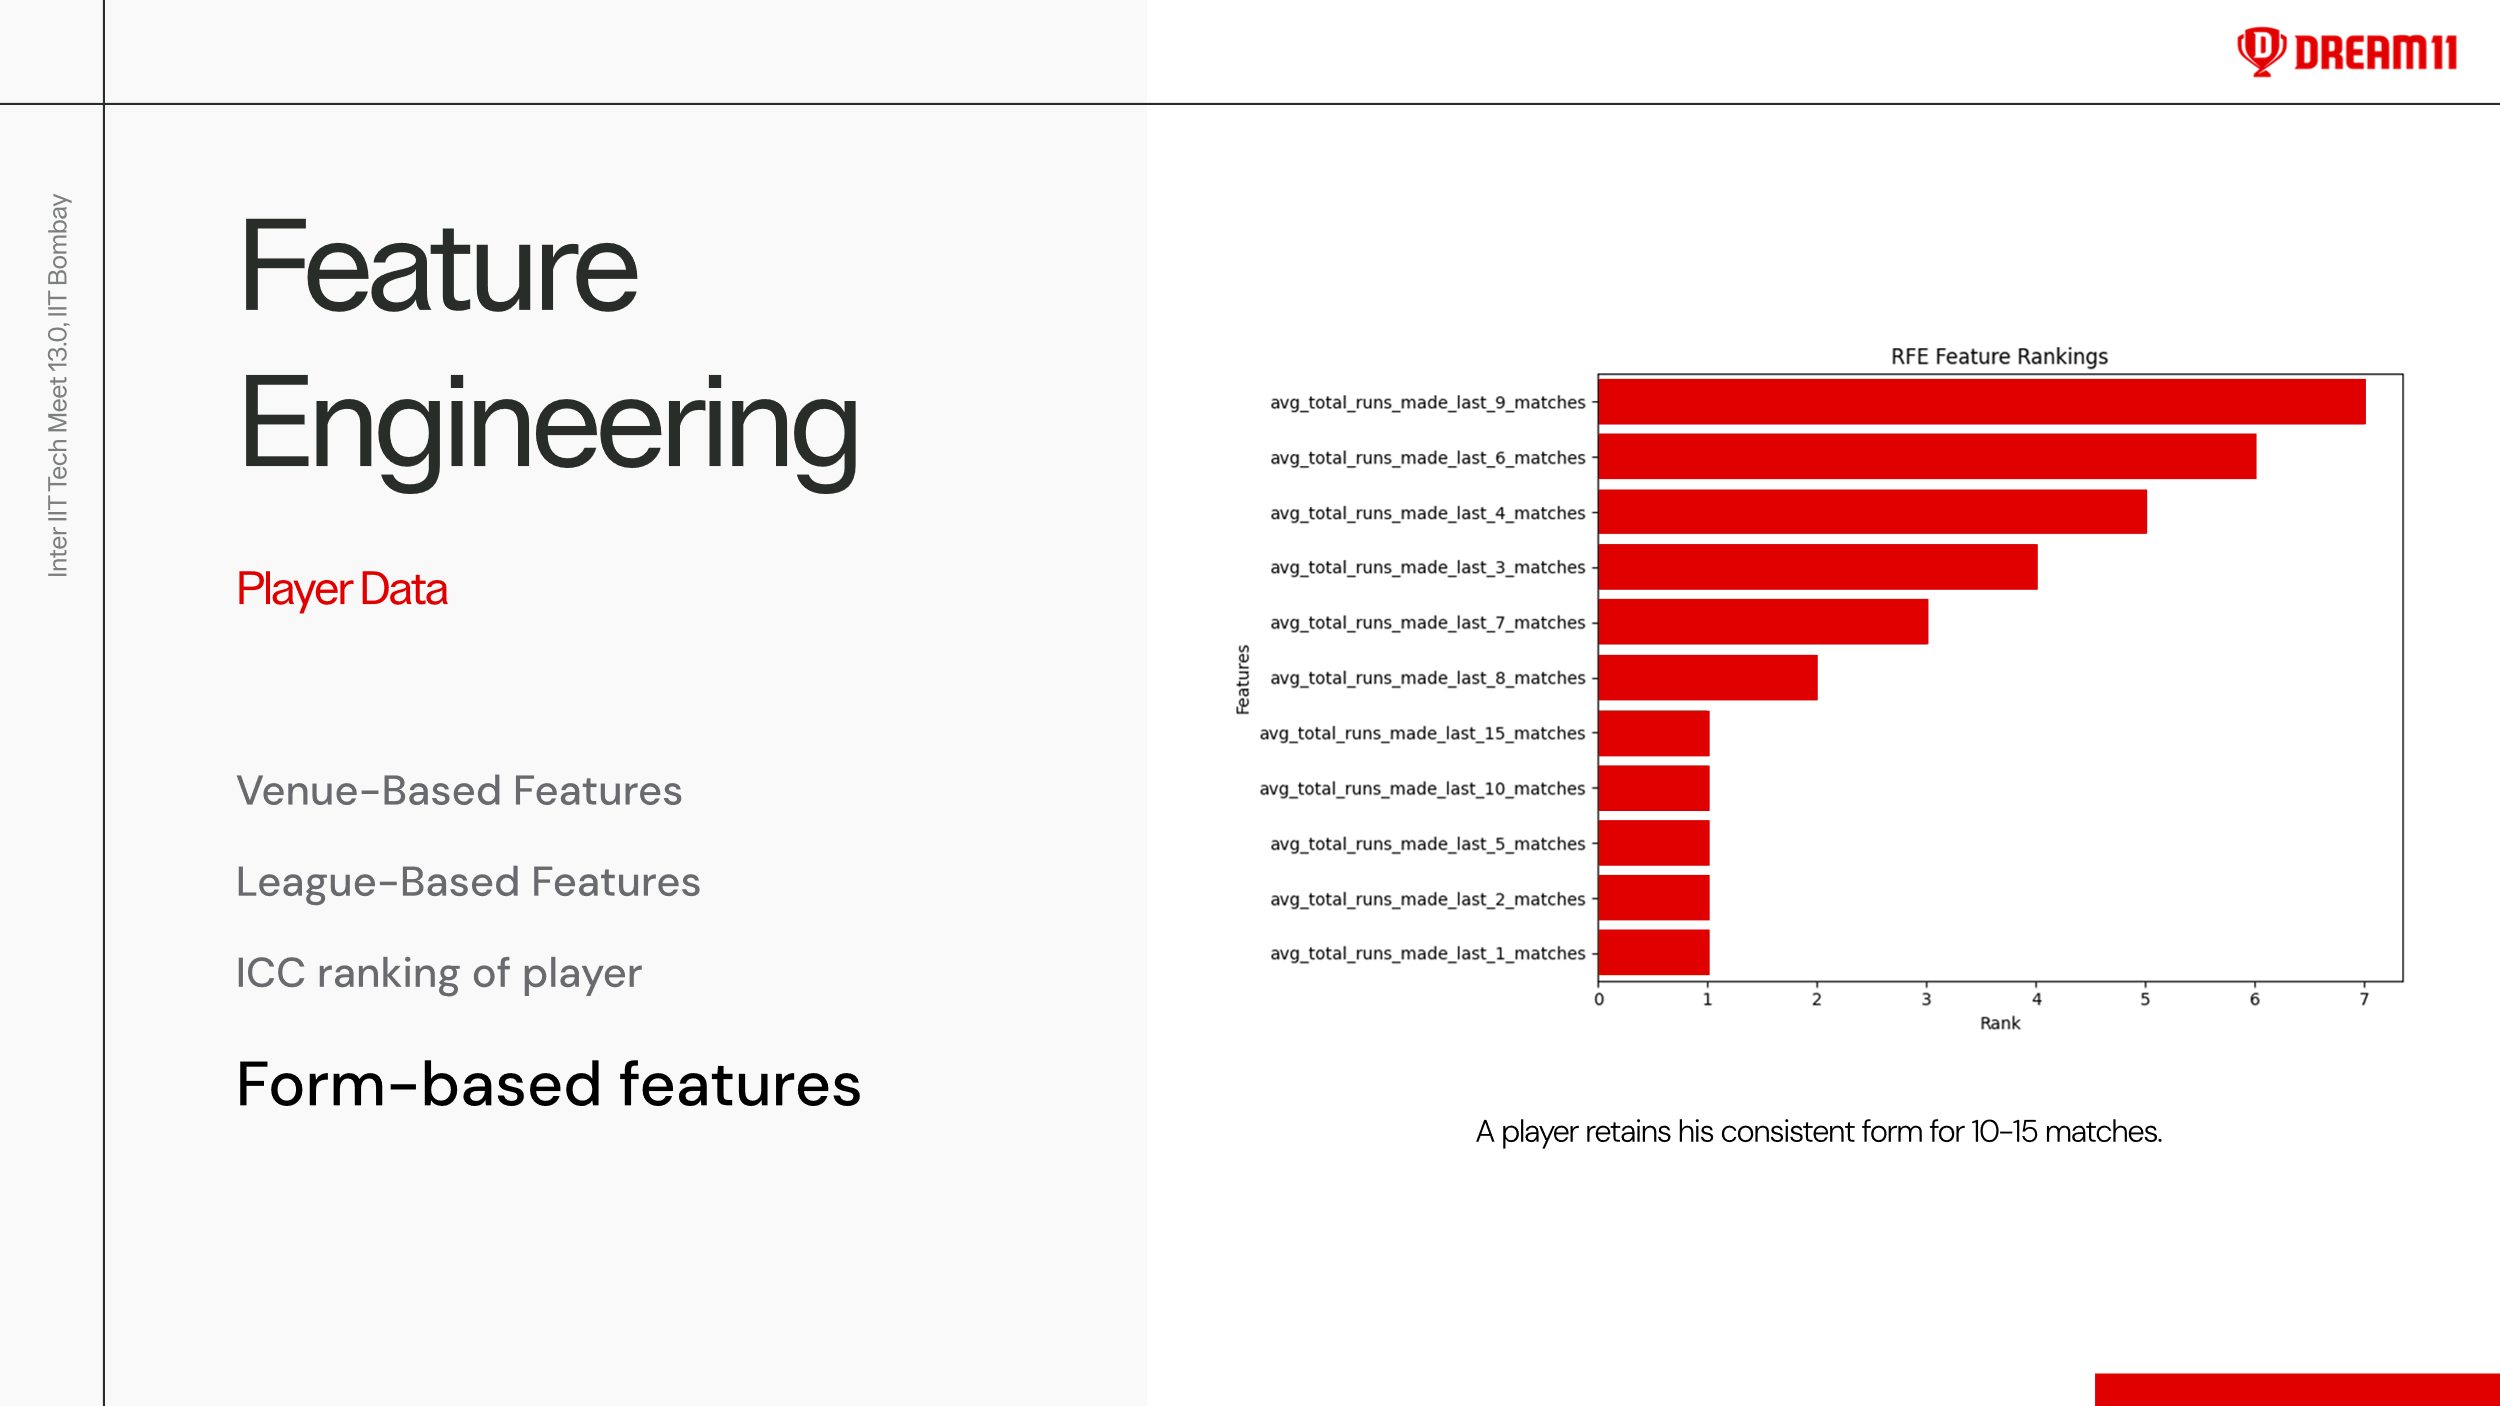 DREAM11
Inter IIT Tech Meet 13.0, IIT Bombay
Feature
Engineering
Player Data
Venue-Based Features
League-Based Features
ICC ranking of player
Form-based features
RFE Feature Rankings
Features
avg_total_runs_made_last_9_matches
avg_total_runs_made_last_6_matches
avg_total_runs_made_last_4_matches
avg_total_runs_made_last_3_matches
avg_total_runs_made_last_7_matches
avg_total_runs_made_last_8_matches
avg_total_runs_made_last_15_matches
avg_total_runs_made_last_10_matches
avg_total_runs_made_last_5_matches
avg_total_runs_made_last_2_matches
avg_total_runs_made_last_1_matches
0 1 2 3 4 5 6 7
Rank
A player retains his consistent form for 10-15 matches.